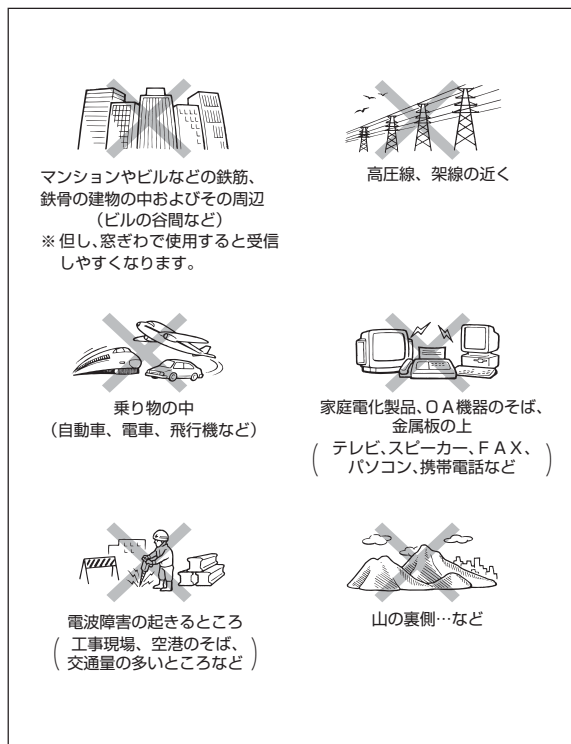 マンションやビルなどの鉄筋、
鉄骨の建物の中およびその周辺
(ビルの谷間など)
※ 但し、窓ぎわで使用すると受信
しやすくなります。
高圧線、架線の近く
乗り物の中
(自動車、電車、飛行機など)
家庭電化製品、OA機器のそば、
金属板の上
(テレビ、スピーカー、FAX、
パソコン、携帯電話など)
電波障害の起きるところ
(工事現場、空港のそば、
交通量の多いところなど)
山の裏側…など